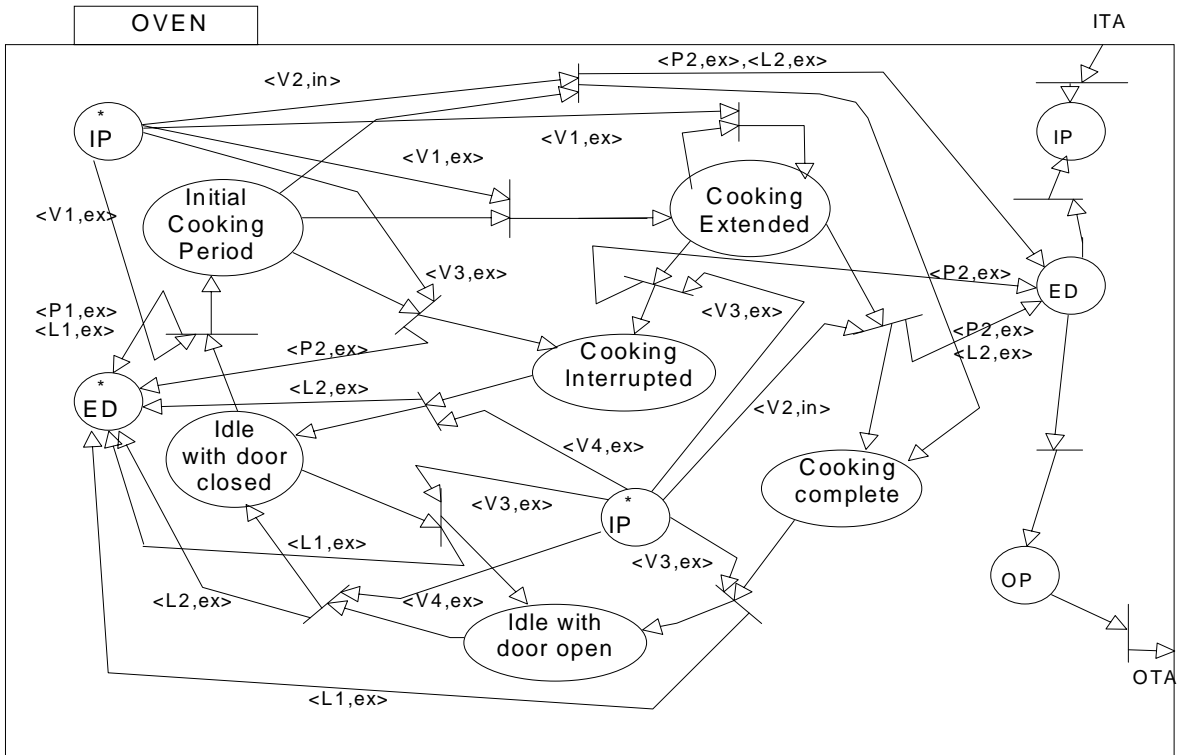 OVEN
ITA
<P2,ex>,<L2,ex>
<V2,in>
*
IP
<V1,ex>
IP
<V1,ex>
Initial
Cooking
Period
Cooking
Extended
<V1,ex>
<V3,ex>
<P2,ex>
ED
<P1,ex>
<L1,ex>
<V3,ex>
<P2,ex>
<L2,ex>
<P2,ex>
Cooking
Interrupted
*
ED
<L2,ex>
<V2,in>
Idle
with door
closed
<V4,ex>
Cooking
complete
<V3,ex>
*
IP
<L1,ex>
<V3,ex>
OP
<L2,ex>
<V4,ex>
Idle with
door open
OTA
<L1,ex>